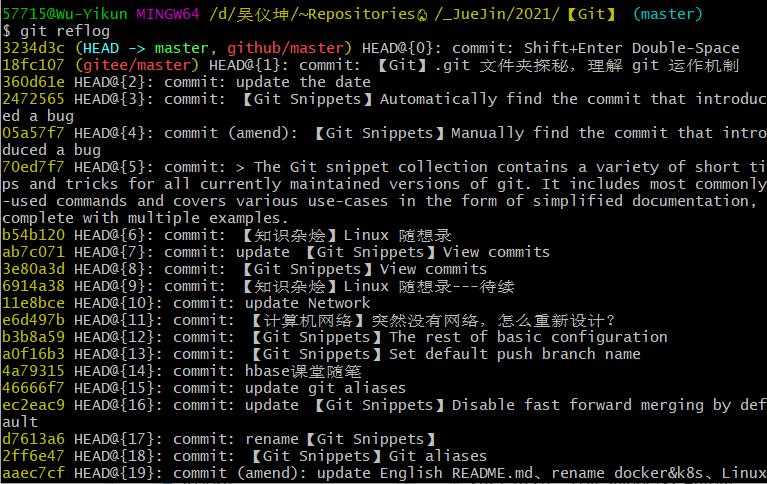 57715@Wu-Yikun MINGW64 /d/吴仪坤/~Repositories /_JueJin/2021/【Git】 (master)
$ git reflog
3234d3c (HEAD -> master, github/master) HEAD@{0}: commit: Shift+Enter Double-Space
18fc107 (gitee/master) HEAD@{1}: commit: 【Git】.git 文件夹探秘，理解 git 运作机制
360d61e HEAD@{2}: commit: update the date
2472565 HEAD@{3}: commit: 【Git Snippets】Automatically find the commit that introduc
ed a bug
05a57f7 HEAD@{4}: commit (amend): 【Git Snippets】Manually find the commit that intro
duced a bug
70ed7f7 HEAD@{5}: commit: > The Git snippet collection contains a variety of short ti
ps and tricks for all currently maintained versions of git. It includes most commonly
-used commands and covers various use-cases in the form of simplified documentation,
complete with multiple examples.
b54b120 HEAD@{6}: commit: 【知识杂烩】Linux 随想录
ab7c071 HEAD@{7}: commit: update 【Git Snippets】View commits
3e80a3d HEAD@{8}: commit: 【Git Snippets】View commits
6914a38 HEAD@{9}: commit: 【知识杂烩】Linux 随想录---待续
11e8bce HEAD@{10}: commit: update Network
e6d497b HEAD@{11}: commit: 【计算机网络】突然没有网络，怎么重新设计？
b3b8a59 HEAD@{12}: commit: 【Git Snippets】The rest of basic configuration
a0f16b3 HEAD@{13}: commit: 【Git Snippets】Set default push branch name
4a79315 HEAD@{14}: commit: hbase课堂随笔
46666f7 HEAD@{15}: commit: update git aliases
ec2eac9 HEAD@{16}: commit: update 【Git Snippets】Disable fast forward merging by def
ault
d7613a6 HEAD@{17}: commit: rename【Git Snippets】
2ff6e47 HEAD@{18}: commit: 【Git Snippets】Git aliases
aaec7cf HEAD@{19}: commit (amend): update English README.md、rename docker&k8s、Linux